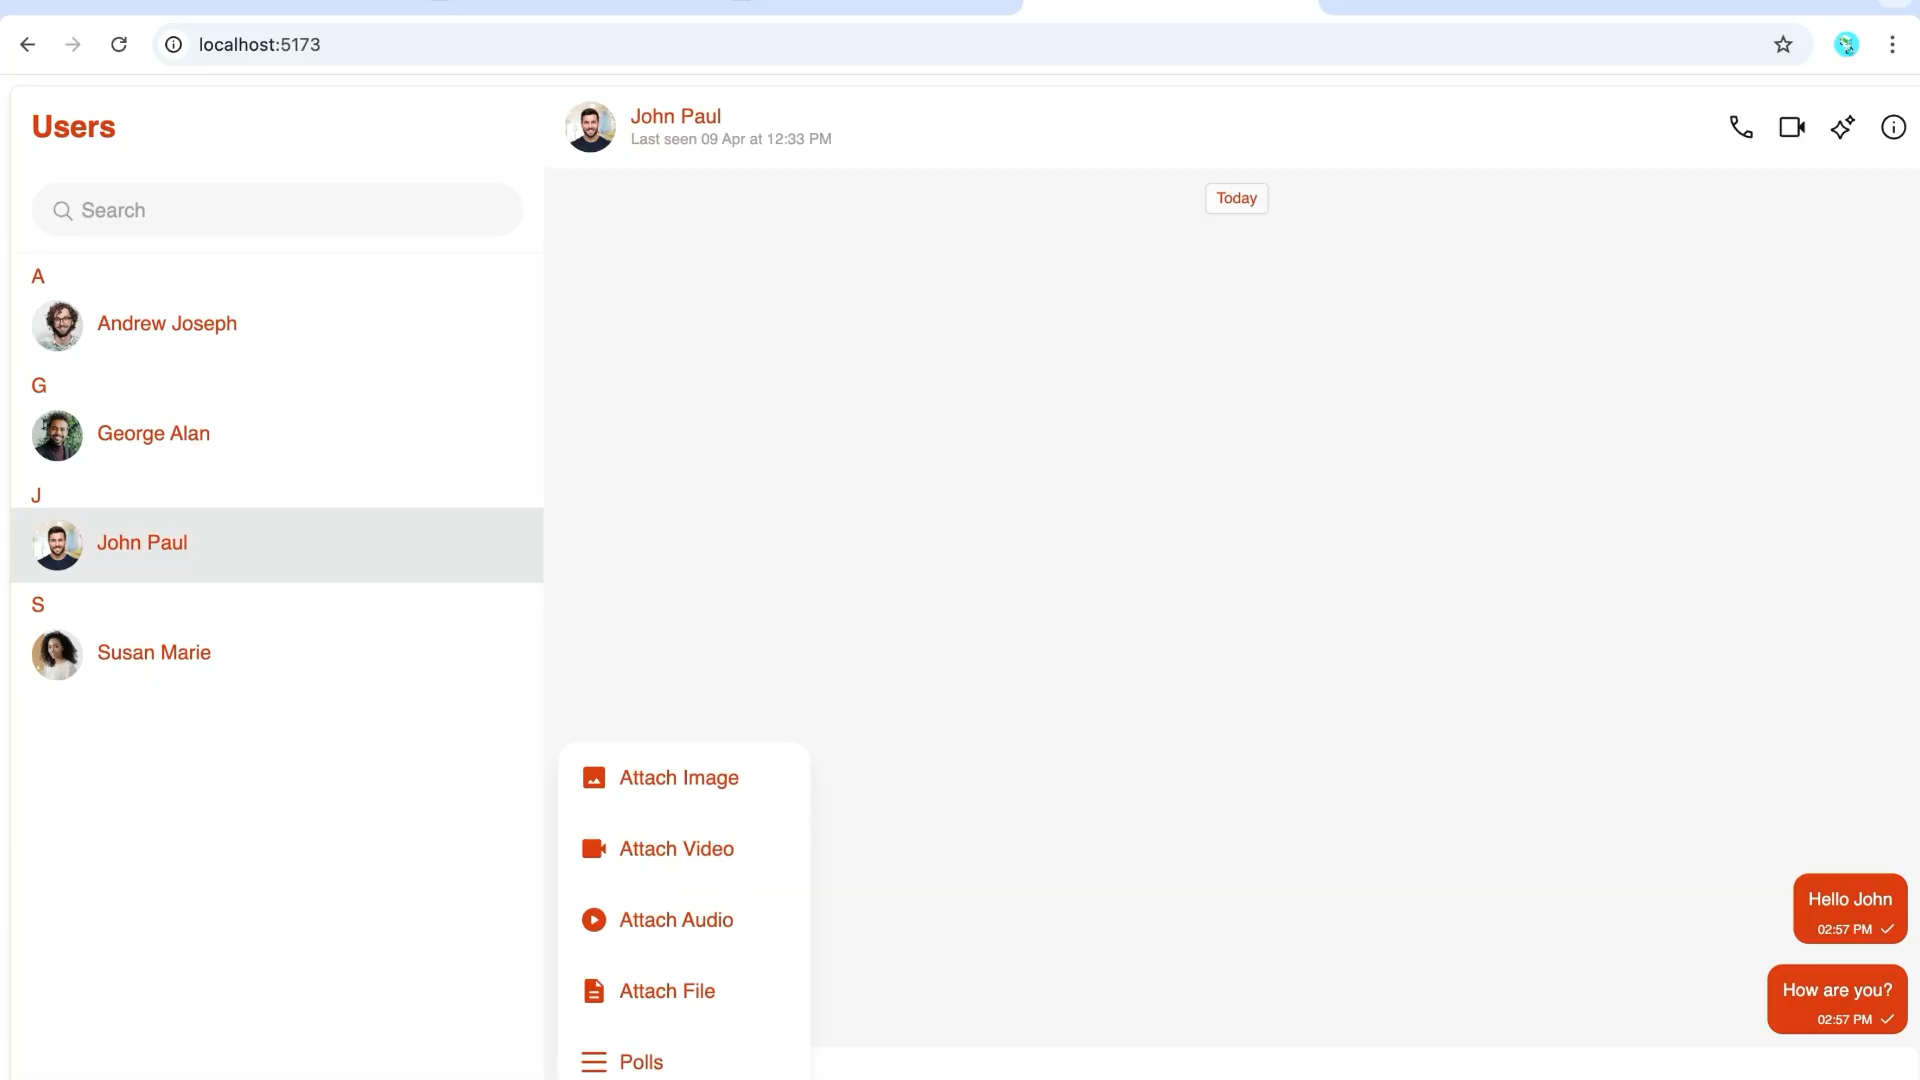 localhost:5173
Users
Search
A
Andrew Joseph
G
George Alan
J
John Paul
S
Susan Marie
John Paul
Last seen 09 Apr at 12:33 PM
Today
Hello John
02:57 PM
How are you?
02:57 PM
Attach Image
Attach Video
Attach Audio
Attach File
Polls